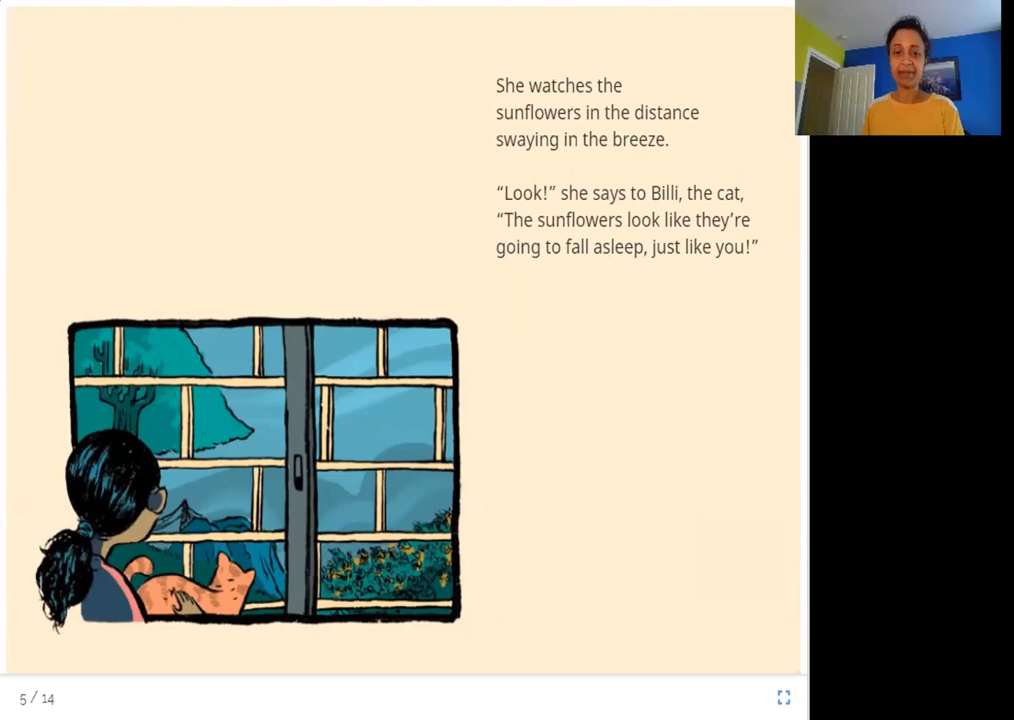 She watches the
sunflowers in the distance
swaying in the breeze.
“Look!” she says to Billi, the cat,
“The sunflowers look like they’re
going to fall asleep, just like you!”
5 / 14